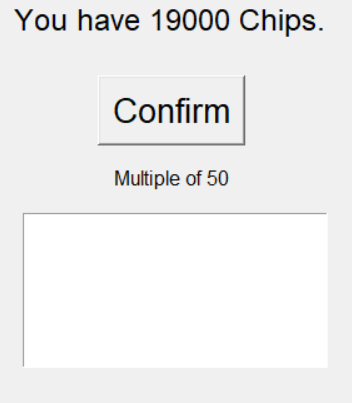 You have 19000 Chips.
Confirm
Multiple of 50